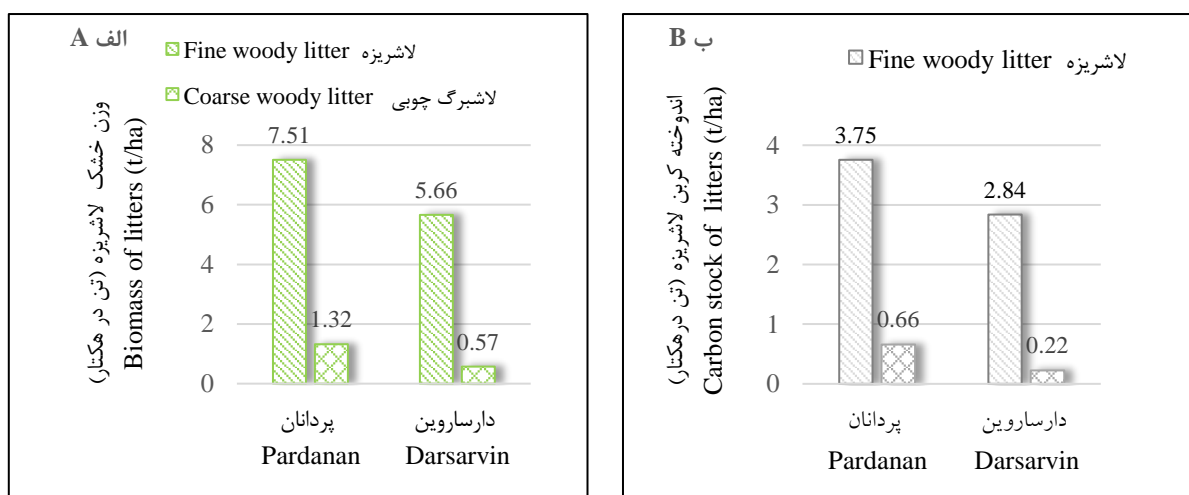 الف A
Fine woody litter لاشریزه
Coarse woody litter لاشبرگ چوبی
وزن خشک لاشریزه (تن در هکتار)
Biomass of litters (t/ha)
8
6
4
2
0
7.51
1.32
5.66
0.57
پردانان
Pardanan
دارساروین
Darsarvin
ب B
Fine woody litter لاشریزه
اندوخته کربن لاشریزه (تن درهکتار)
Carbon stock of litters (t/ha)
4
3
2
1
0
3.75
0.66
2.84
0.22
پردانان
Pardanan
دارساروین
Darsarvin